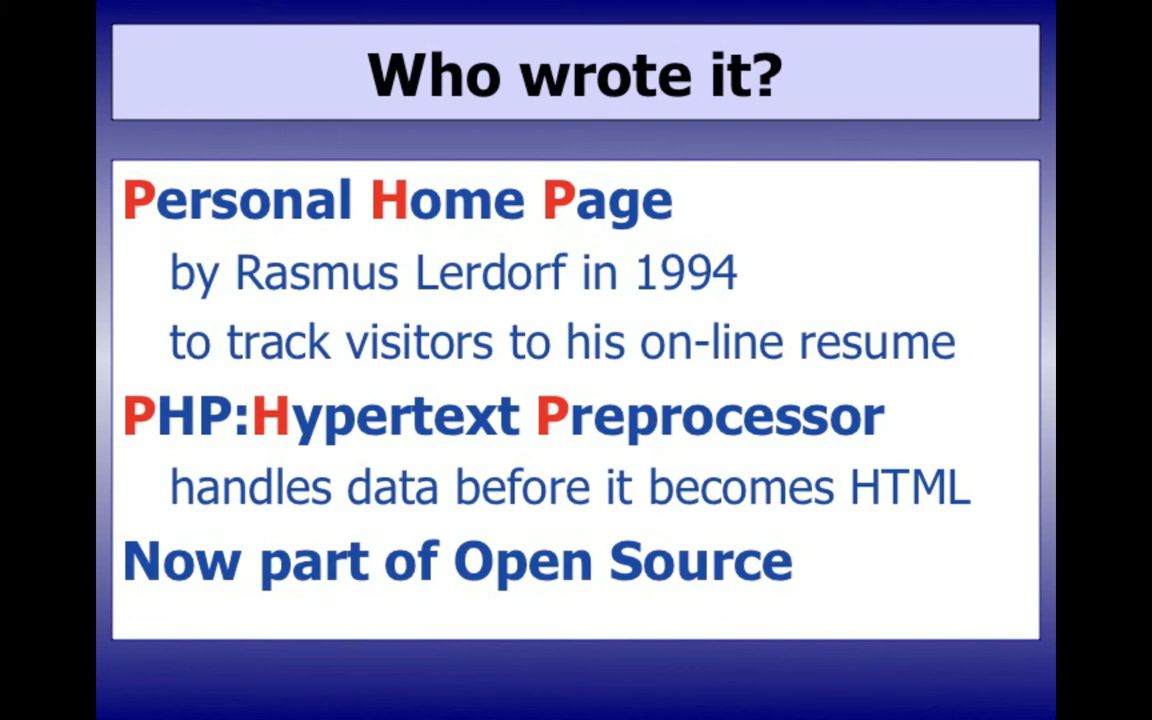 Who wrote it?
Personal Home Page
by Rasmus Lerdorf in 1994
to track visitors to his on-line resume
PHP:Hypertext Preprocessor
handles data before it becomes HTML
Now part of Open Source